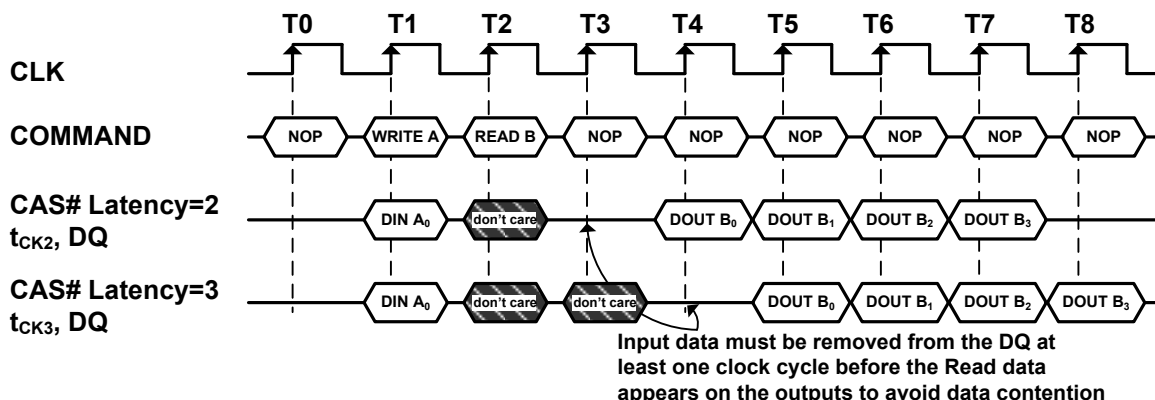 T0 T1 T2 T3 T4 T5 T6 T7 T8
CLK
COMMAND NOP WRITE A READ B NOP NOP NOP NOP NOP NOP
CAS# Latency=2
tCK2, DQ DIN A0 don't care DOUT B0 DOUT B1 DOUT B2 DOUT B3
CAS# Latency=3
tCK3, DQ DIN A0 don't care don't care DOUT B0 DOUT B1 DOUT B2 DOUT B3
Input data must be removed from the DQ at
least one clock cycle before the Read data
appears on the outputs to avoid data contention